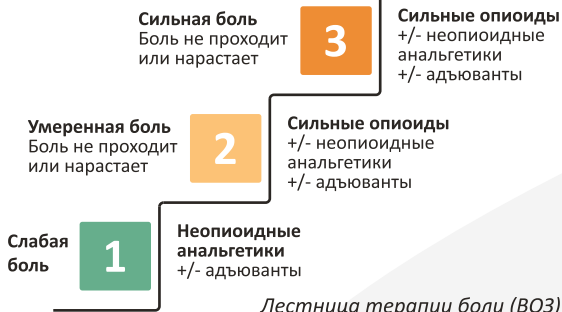 Сильная боль
Боль не проходит
или нарастает
3
Сильные опиоиды
+/- неопиоидные
анальгетики
+/- адъюванты
Умеренная боль
Боль не проходит
или нарастает
2
Сильные опиоиды
+/- неопиоидные
анальгетики
+/- адъюванты
Слабая
боль
1
Неопиоидные
анальгетики
+/- адъюванты
Лестница терапии боли (ВОЗ)